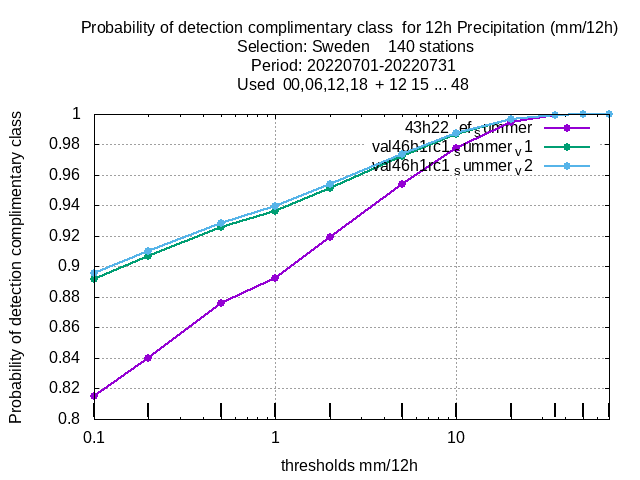 Probability of detection complimentary class for 12h Precipitation (mm/12h)
Selection: Sweden 140 stations
Period: 20220701-20220731
Used 00,06,12,18 + 12 15 ... 48
Probability of detection complimentary class
1
0.98
0.96
0.94
0.92
0.9
0.88
0.86
0.84
0.82
0.8
val46h1rc1summerv1
val46h1rc1summerv2
0.1
1
10
thresholds mm/12h